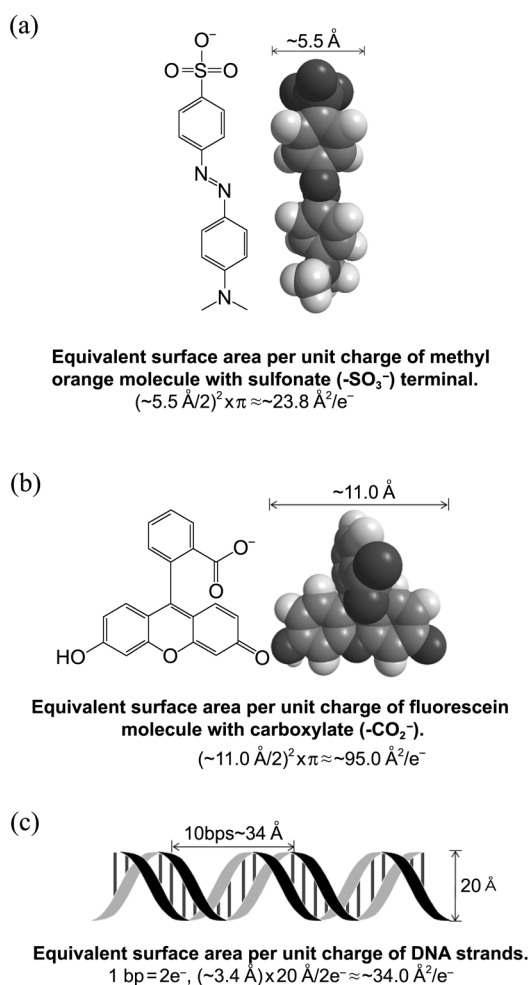 (a)
O⁻
O=S=O
N
N
N
~5.5 Å
Equivalent surface area per unit charge of methyl
orange molecule with sulfonate (-SO₃⁻) terminal.
(~5.5 Å/2)² x π ≈ ~23.8 Å²/e⁻
(b)
~11.0 Å
O⁻
O
HO
O
O
Equivalent surface area per unit charge of fluorescein
molecule with carboxylate (-CO₂⁻).
(~11.0 Å/2)² x π ≈ ~95.0 Å²/e⁻
(c)
10bps~34 Å
20 Å
Equivalent surface area per unit charge of DNA strands.
1 bp = 2e⁻, (~3.4 Å) x 20 Å/2e⁻ ≈ ~34.0 Å²/e⁻